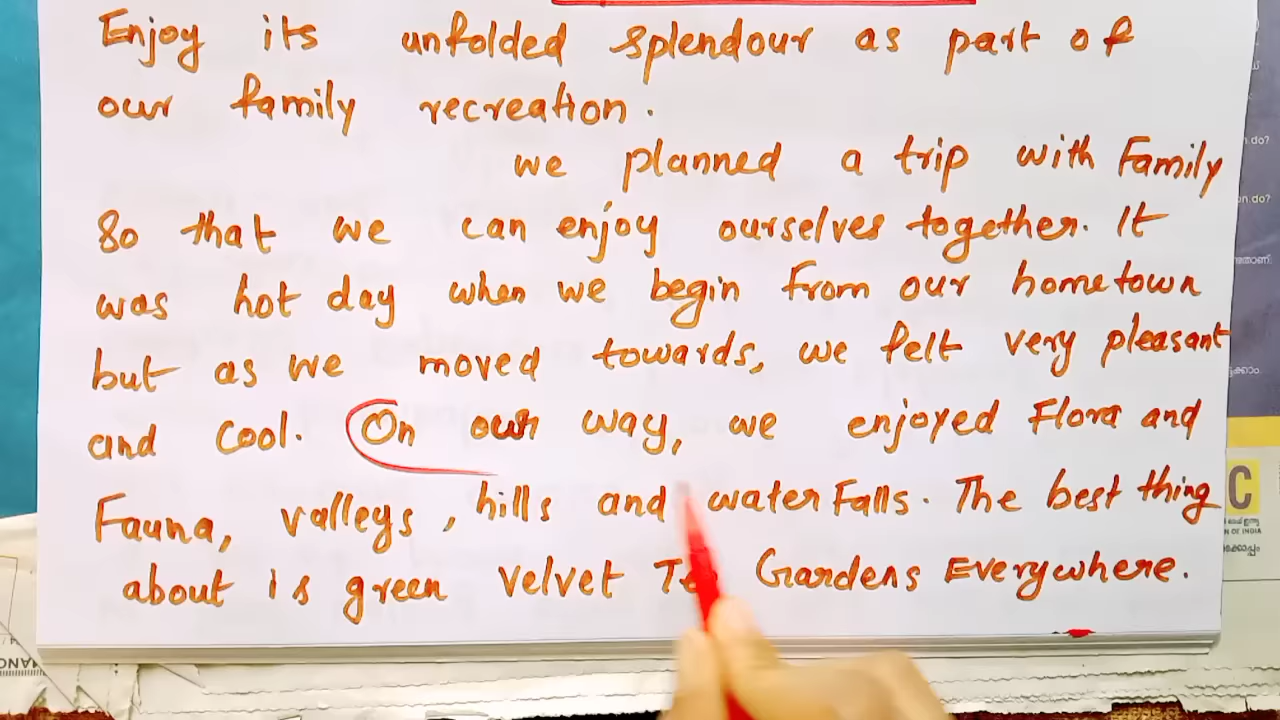 Enjoy its unfolded splendour as part of
our family recreation.
we planned a trip with Family
So that we can enjoy ourselves together. It
was hot day when we begin from our hometown
but as we moved towards, we felt very pleasant
and cool. On our way, we enjoyed Flora and
Fauna, valleys, hills and water Falls. The best thing
about is green velvet Gardens Everywhere.